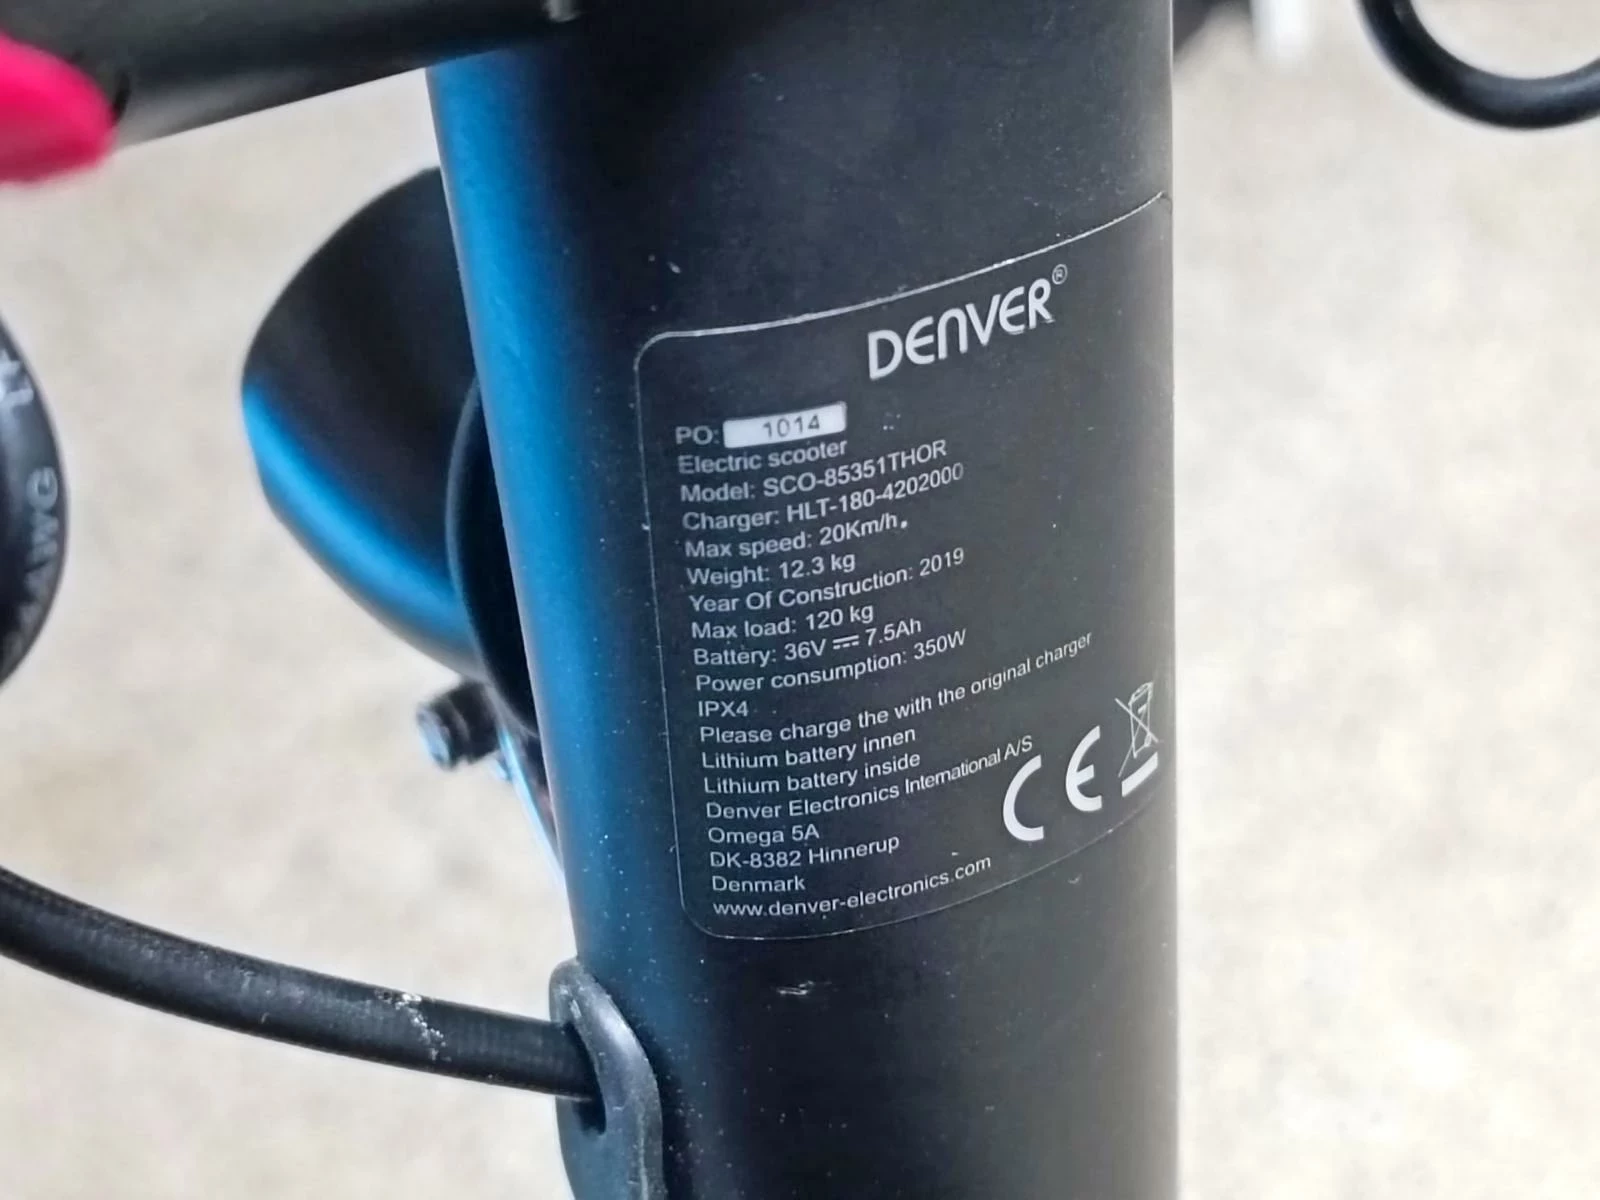 DENVER®
PO: 1014
Electric scooter
Model: SCO-85351THOR
Charger: HLT-180-4202000
Max speed: 20Km/h.
Weight: 12.3 kg
Year Of Construction: 2019
Max load: 120 kg
Battery: 36V ⎓ 7.5Ah
Power consumption: 350W
IPX4
Please charge the with the original charger
Lithium battery innen
Lithium battery inside
Denver Electronics International A/S
Omega 5A
DK-8382 Hinnerup
Denmark
www.denver-electronics.com
CE